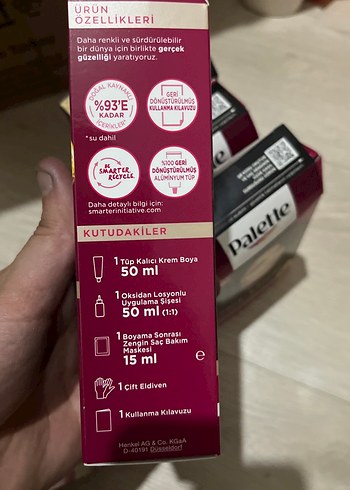 ÜRÜN
ÖZELLİKLERİ
Daha renkli ve sürdürülebilir
bir dünya için birlikte gerçek
güzelliği yaratıyoruz.
DOĞAL KAYNAKLI
%93'E
KADAR
İÇERİKLER*
GERİ
DÖNÜŞTÜRÜLMÜŞ
KULLANMA KILAVUZU
*su dahil
BE
SMARTER.
RECYCLE.
%100 GERİ
DÖNÜŞTÜRÜLMÜŞ
ALÜMİNYUM TÜP
Daha detaylı bilgi için:
smarterinitiative.com
KUTUDAKİLER
1 Tüp Kalıcı Krem Boya
50 ml
1 Oksidan Losyonlu
Uygulama Şişesi
50 ml (1:1)
1 Boyama Sonrası
Zengin Saç Bakım
Maskesi
15 ml
℮
1 Çift Eldiven
1 Kullanma Kılavuzu
Henkel AG & Co. KGaA
D-40191 Düsseldorf
Palette